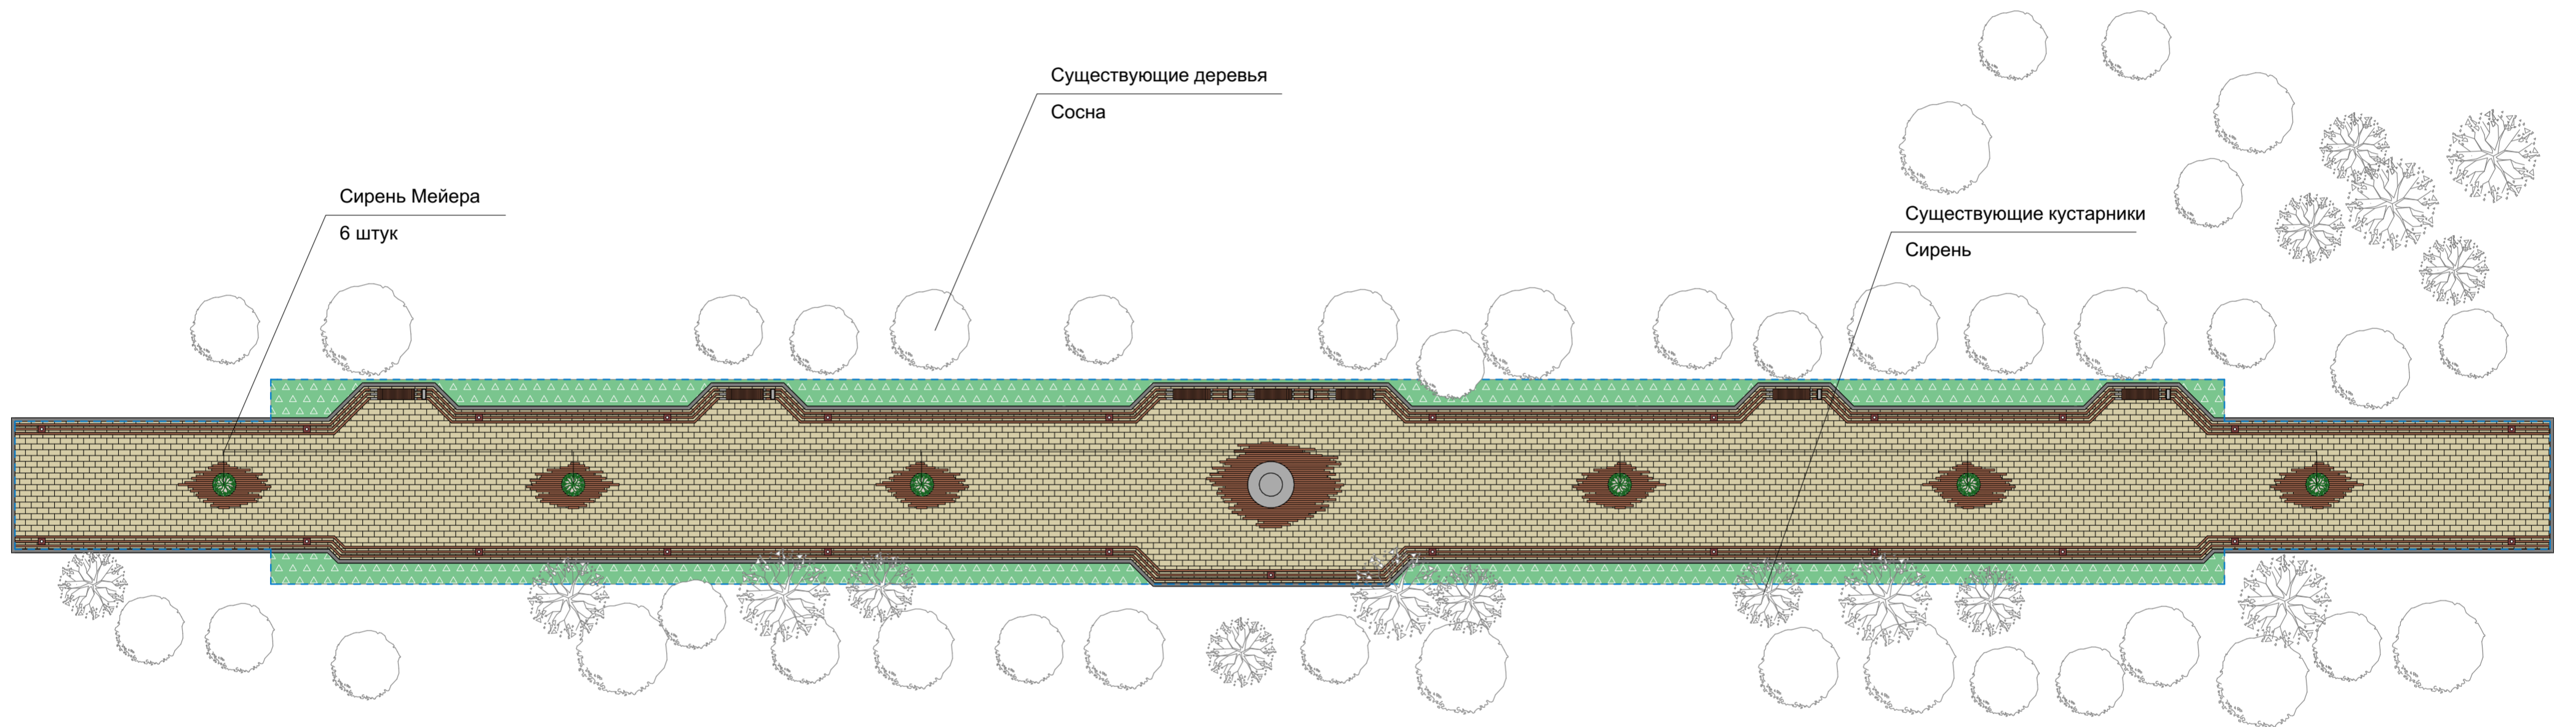 Существующие деревья
Сосна
Сирень Мейера
6 штук
Существующие кустарники
Сирень